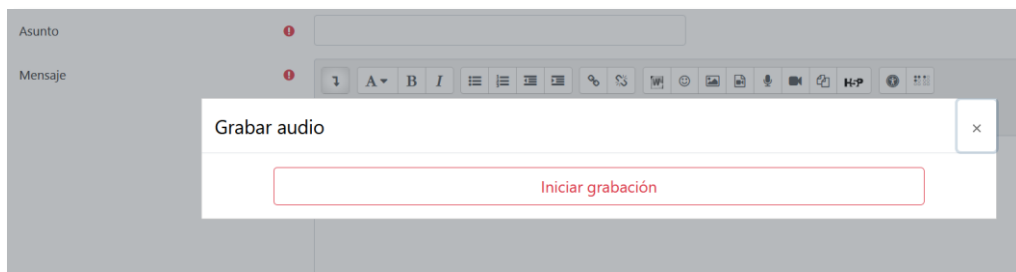 Asunto
Mensaje
A B I H-P
Grabar audio
×
Iniciar grabación